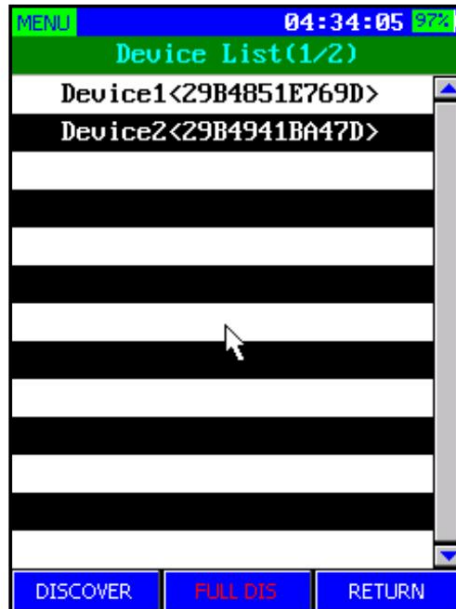 MENU 04:34:05 97%
Device List(1/2)
Device1<29B4851E769D>
Device2<29B4941BA47D>
DISCOVER FULL DIS RETURN